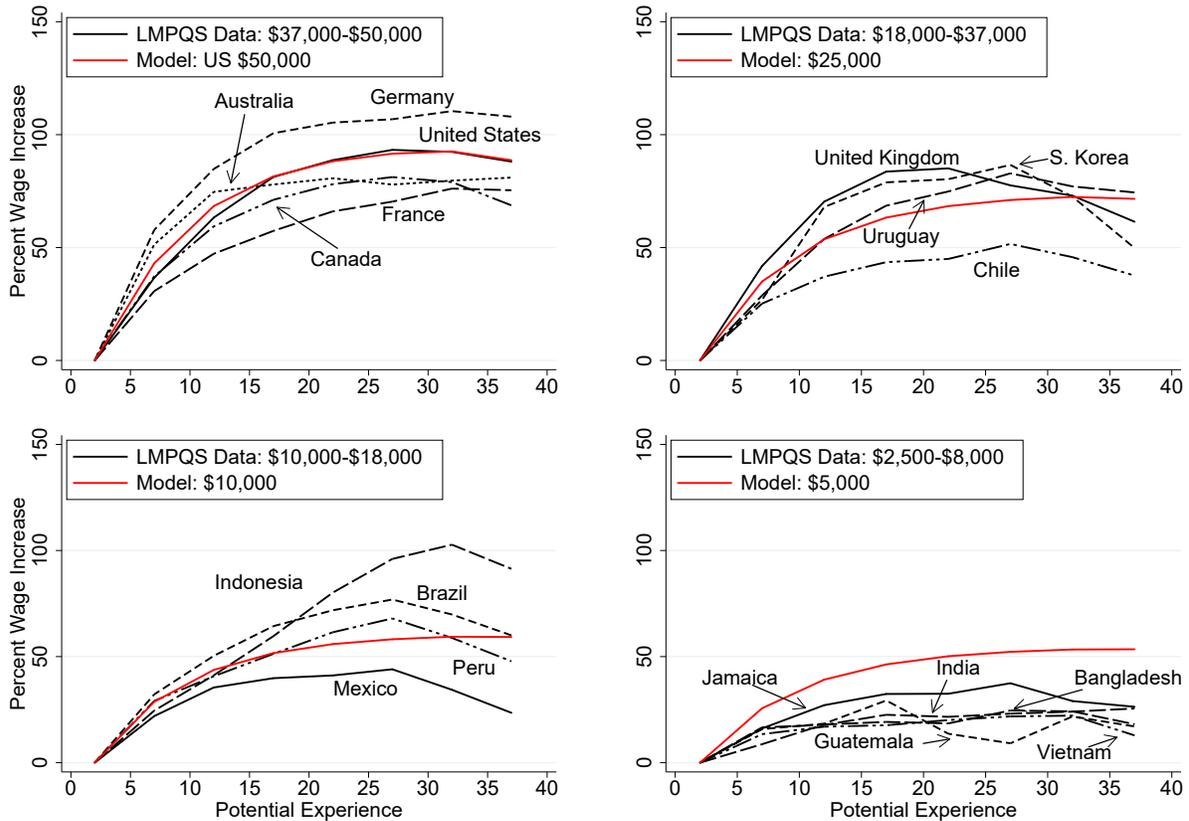 LMPQS Data: $37,000-$50,000
Model: US $50,000
Percent Wage Increase
0 50 100 150
Australia
Germany
United States
France
Canada
0 5 10 15 20 25 30 35 40
LMPQS Data: $18,000-$37,000
Model: $25,000
0 50 100 150
United Kingdom
S. Korea
Uruguay
Chile
0 5 10 15 20 25 30 35 40
LMPQS Data: $10,000-$18,000
Model: $10,000
Percent Wage Increase
0 50 100 150
Indonesia
Brazil
Peru
Mexico
0 5 10 15 20 25 30 35 40
Potential Experience
LMPQS Data: $2,500-$8,000
Model: $5,000
0 50 100 150
Jamaica
India
Bangladesh
Guatemala
Vietnam
0 5 10 15 20 25 30 35 40
Potential Experience